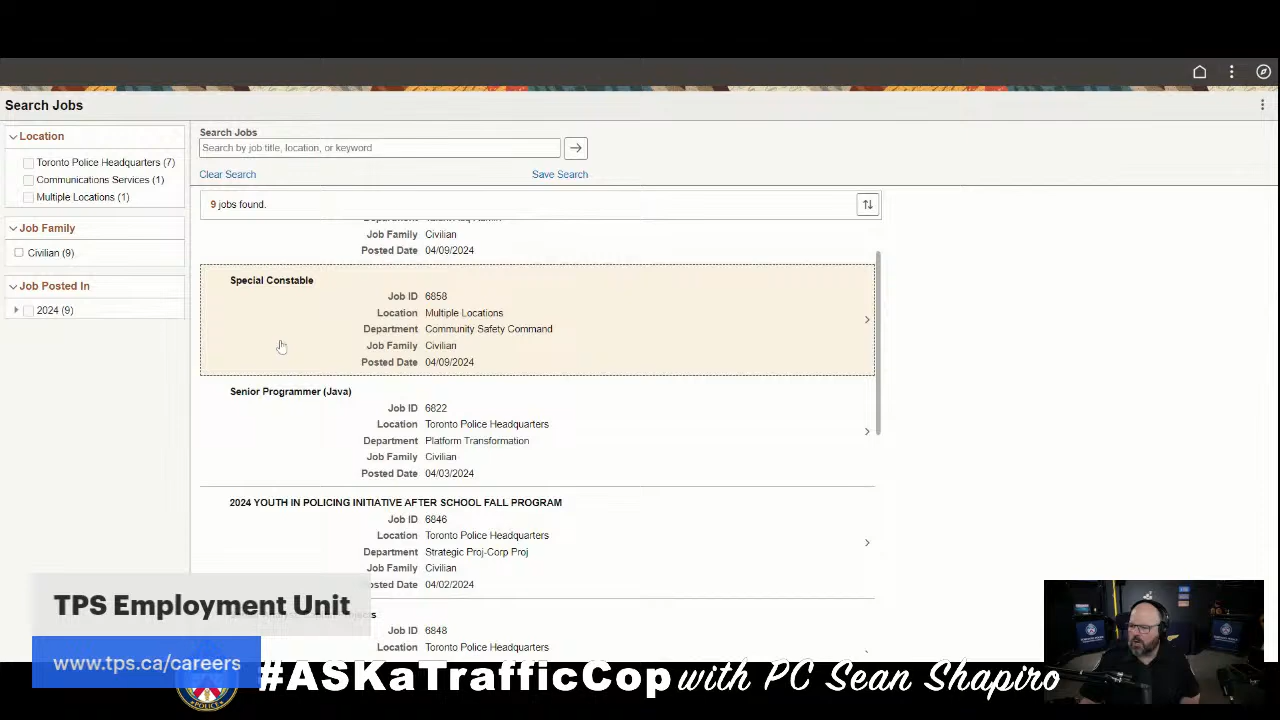 Search Jobs
Location
Toronto Police Headquarters (7)
Communications Services (1)
Multiple Locations (1)
Job Family
Civilian (9)
Job Posted In
2024 (9)
Search Jobs
Search by job title, location, or keyword
Clear Search
Save Search
9 jobs found.
Job Family Civilian
Posted Date 04/09/2024
Special Constable
Job ID 6858
Location Multiple Locations
Department Community Safety Command
Job Family Civilian
Posted Date 04/09/2024
Senior Programmer (Java)
Job ID 6822
Location Toronto Police Headquarters
Department Platform Transformation
Job Family Civilian
Posted Date 04/03/2024
2024 YOUTH IN POLICING INITIATIVE AFTER SCHOOL FALL PROGRAM
Job ID 6846
Location Toronto Police Headquarters
Department Strategic Proj-Corp Proj
Job Family Civilian
04/02/2024
Job ID 6848
Location Toronto Police Headquarters
TPS Employment Unit
www.tps.ca/careers
POLICE
#ASKaTrafficCop with PC Sean Shapiro